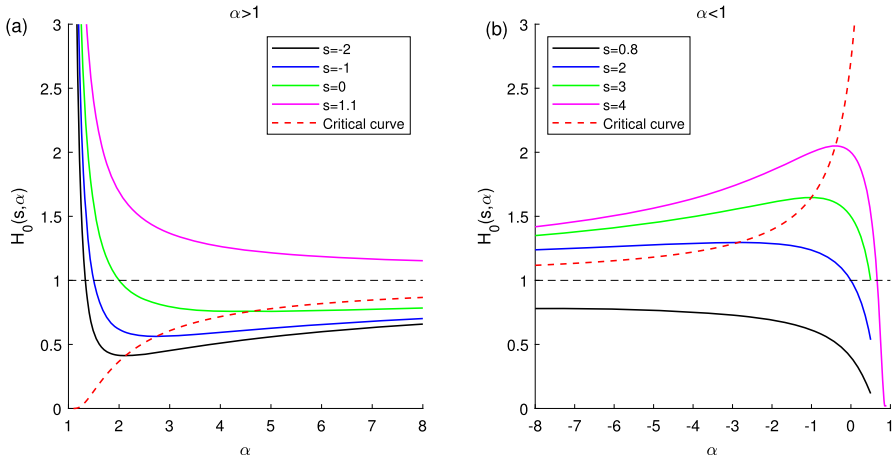 (a)
α>1
s=-2
s=-1
s=0
s=1.1
Critical curve
H0(s,α)
3
2.5
2
1.5
1
0.5
0
1 2 3 4 5 6 7 8
α
(b)
α<1
s=0.8
s=2
s=3
s=4
Critical curve
H0(s,α)
3
2.5
2
1.5
1
0.5
0
-8 -7 -6 -5 -4 -3 -2 -1 0 1
α